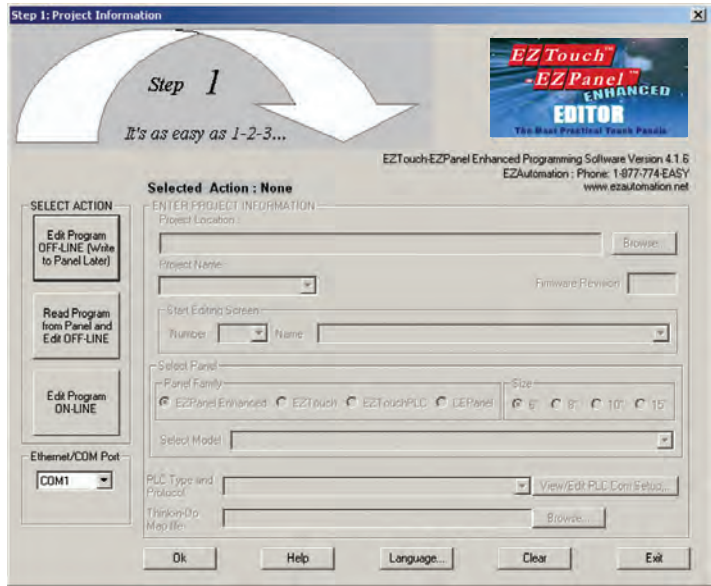 Step 1: Project Information
Step 1
It's as easy as 1-2-3...
EZTouch™
-EZPanel™
ENHANCED
EDITOR
The Most Practical Touch Panels
EZTouch-EZPanel Enhanced Programming Software Version 4.1.6
EZAutomation : Phone: 1-877-774-EASY
www.ezautomation.net
Selected Action : None
SELECT ACTION
Edit Program
OFF-LINE (Write
to Panel Later)
Read Program
from Panel and
Edit OFF-LINE
Edit Program
ON-LINE
Ethernet/COM Port
COM1
ENTER PROJECT INFORMATION
Project Location:
Browse...
Project Name
Firmware Revision
Start Editing Screen
Number
Name
Select Panel
Panel Family
EZPanel Enhanced
EZTouch
EZTouchPLC
CEPanel
Size
6"
8"
10"
15"
Select Model
PLC Type and
Protocol
View/Edit PLC Com Setup...
Think-n-Do
Map file:
Browse...
Ok
Help
Language...
Clear
Exit